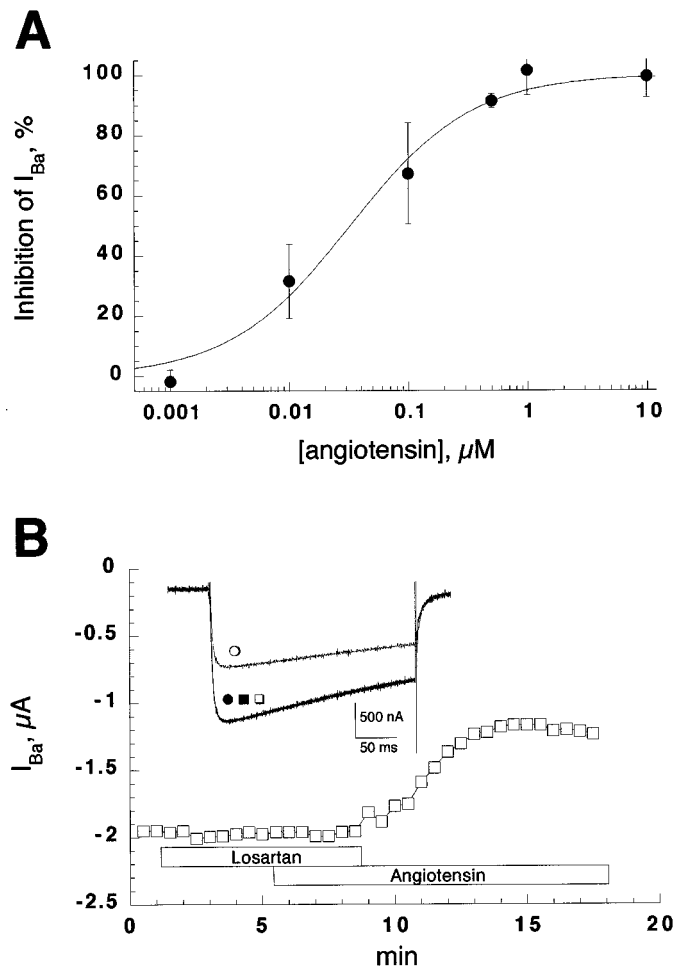 A
Inhibition of I_Ba, %
100
80
60
40
20
0
0.001 0.01 0.1 1 10
[angiotensin], µM
B
I_Ba, µA
0
-0.5
-1
-1.5
-2
-2.5
500 nA
50 ms
Losartan
Angiotensin
0 5 10 15 20
min